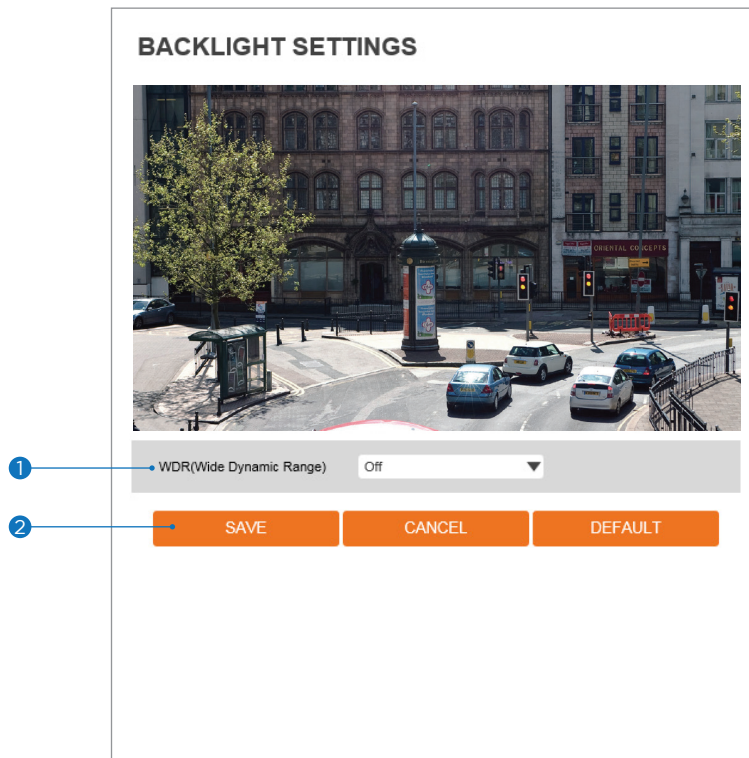 BACKLIGHT SETTINGS
ORIENTAL CONCEPTS
1 WDR(Wide Dynamic Range) Off
2 SAVE CANCEL DEFAULT